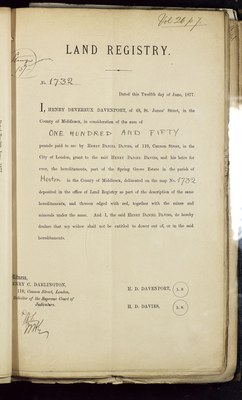 Vol 26 p 7.
LAND REGISTRY.
No. 1732
Dated this Twelfth day of June, 1877.
I, HENRY DEVEREUX DAVENPORT, of 16, St. James' Street, in the
County of Middlesex, in consideration of the sum of
ONE HUNDRED AND FIFTY
pounds paid to me by HENRY DANIEL DAVIES, of 118, Cannon Street, in the
City of London, grant to the said HENRY DANIEL DAVIES, and his heirs for
ever, the hereditaments, part of the Spring Grove Estate in the parish of
Heston in the County of Middlesex, delineated on the map No. 1732
deposited in the office of Land Registry as part of the description of the same
hereditaments, and thereon edged with red, together with the mines and
minerals under the same. And I, the said HENRY DANIEL DAVIES, do hereby
declare that my widow shall not be entitled to dower out of, or in the said
hereditaments.
Witness,
HENRY C. DARLINGTON,
118, Cannon Street, London,
Solicitor of the Supreme Court of
Judicature.
H. D. DAVENPORT, L.S.
H. D. DAVIES, L.S.